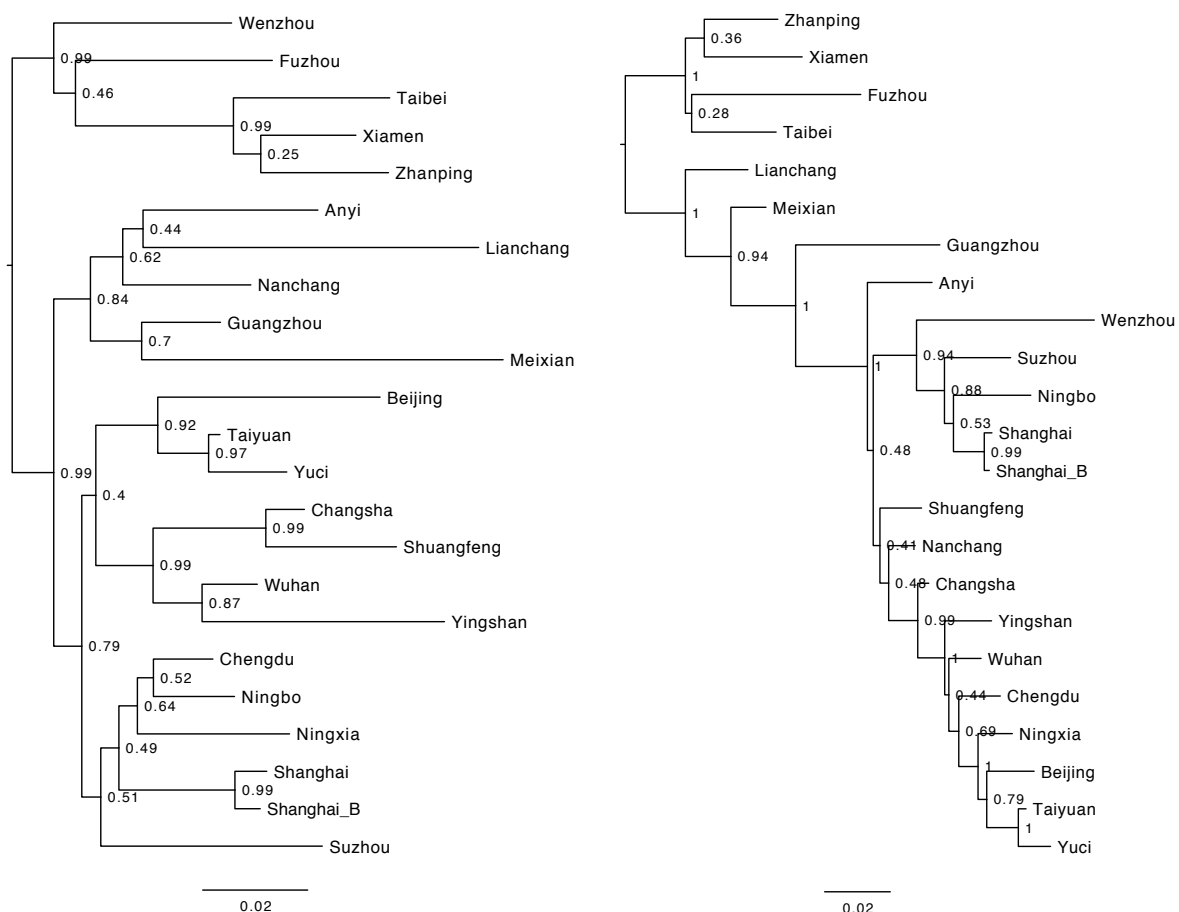 Wenzhou
0.99
Fuzhou
0.46
Taibei
0.99
Xiamen
0.25
Zhanping
Anyi
0.44
Lianchang
0.62
Nanchang
0.84
Guangzhou
0.7
Meixian
0.99
Beijing
0.92
Taiyuan
0.97
Yuci
0.4
Changsha
0.99
Shuangfeng
0.99
Wuhan
0.87
Yingshan
0.79
Chengdu
0.52
Ningbo
0.64
Ningxia
0.49
Shanghai
0.99
Shanghai_B
0.51
Suzhou
0.02
Zhanping
0.36
Xiamen
1
Fuzhou
0.28
Taibei
Lianchang
1
Meixian
0.94
Guangzhou
1
Anyi
1
Wenzhou
0.94
Suzhou
0.88
Ningbo
0.53
Shanghai
0.99
Shanghai_B
0.48
Shuangfeng
0.41
Nanchang
0.48
Changsha
0.99
Yingshan
1
Wuhan
0.44
Chengdu
0.69
Ningxia
1
Beijing
0.79
Taiyuan
1
Yuci
0.02